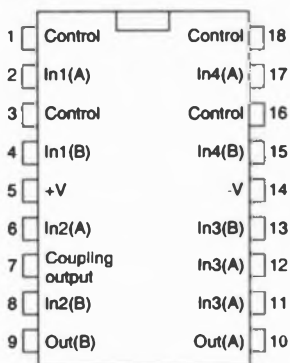 1 Control Control 18
2 In1(A) In4(A) 17
3 Control Control 16
4 In1(B) In4(B) 15
5 +V -V 14
6 In2(A) In3(B) 13
7 Coupling output In3(A) 12
8 In2(B) In3(A) 11
9 Out(B) Out(A) 10